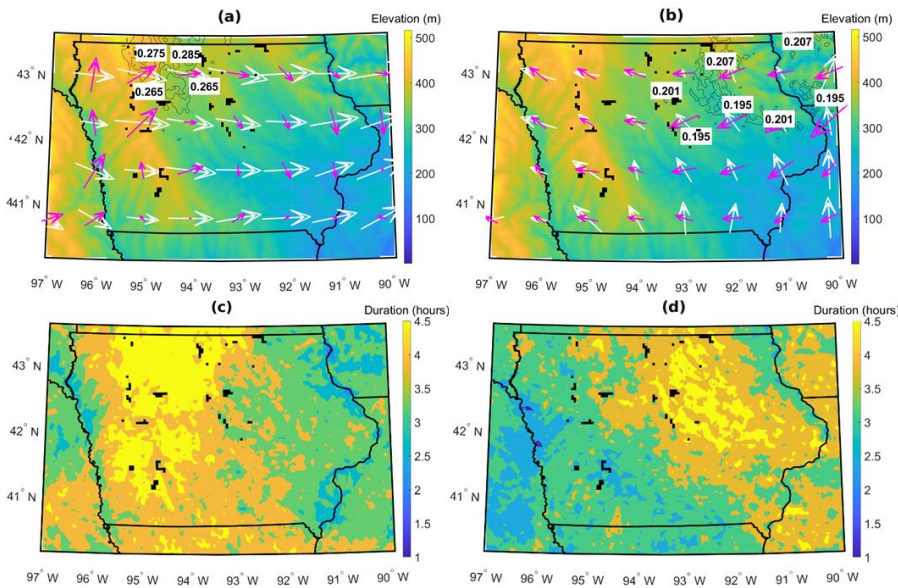 (a)
Elevation (m)
500
400
300
200
100
43° N
42° N
41° N
441° N
0.275
0.285
0.265
0.265
97° W 96° W 95° W 94° W 93° W 92° W 91° W 90° W
(b)
Elevation (m)
500
400
300
200
100
43° N
42° N
41° N
0.207
0.207
0.201
0.195
0.195
0.201
0.195
97° W 96° W 95° W 94° W 93° W 92° W 91° W 90° W
(c)
Duration (hours)
4.5
4
3.5
3
2.5
2
1.5
1
43° N
42° N
41° N
97° W 96° W 95° W 94° W 93° W 92° W 91° W 90° W
(d)
Duration (hours)
4.5
4
3.5
3
2.5
2
1.5
1
43° N
42° N
41° N
97° W 96° W 95° W 94° W 93° W 92° W 91° W 90° W